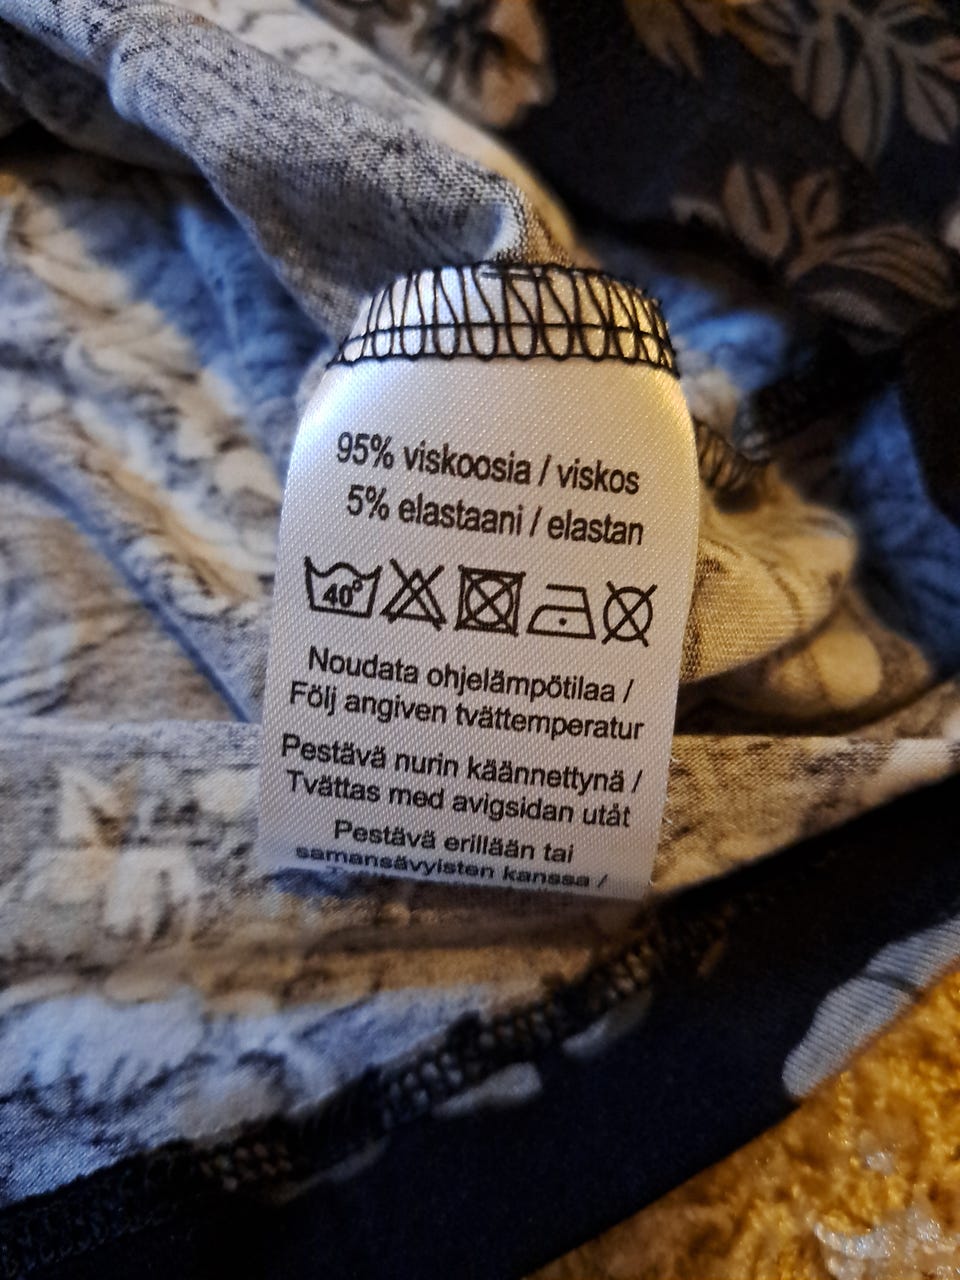 95% viskoosia / viskos
5% elastaani / elastan
40°
Noudata ohjelämpötilaa /
Följ angiven tvättemperatur
Pestävä nurin käännettynä /
Tvättas med avigsidan utåt
Pestävä erillään tai
samansävyisten kanssa /